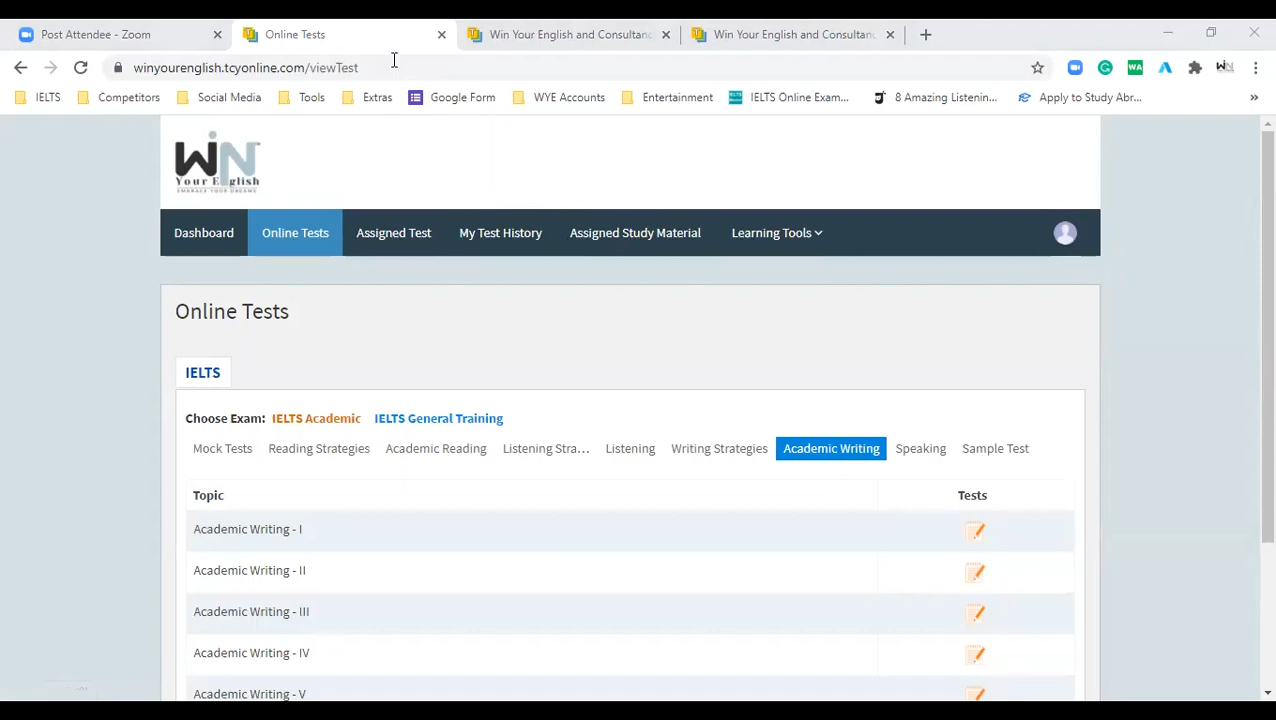 Post Attendee - Zoom
Online Tests
Win Your English and Consultanc
Win Your English and Consultanc
winyourenglish.tcyonline.com/viewTest
IELTS
Competitors
Social Media
Tools
Extras
Google Form
WYE Accounts
Entertainment
IELTS Online Exam...
8 Amazing Listenin...
Apply to Study Abr...
WiN
Your English
EMBRACE YOUR DREAMS
Dashboard
Online Tests
Assigned Test
My Test History
Assigned Study Material
Learning Tools
Online Tests
IELTS
Choose Exam: IELTS Academic IELTS General Training
Mock Tests
Reading Strategies
Academic Reading
Listening Stra...
Listening
Writing Strategies
Academic Writing
Speaking
Sample Test
Topic
Tests
Academic Writing - I
Academic Writing - II
Academic Writing - III
Academic Writing - IV
Academic Writing - V